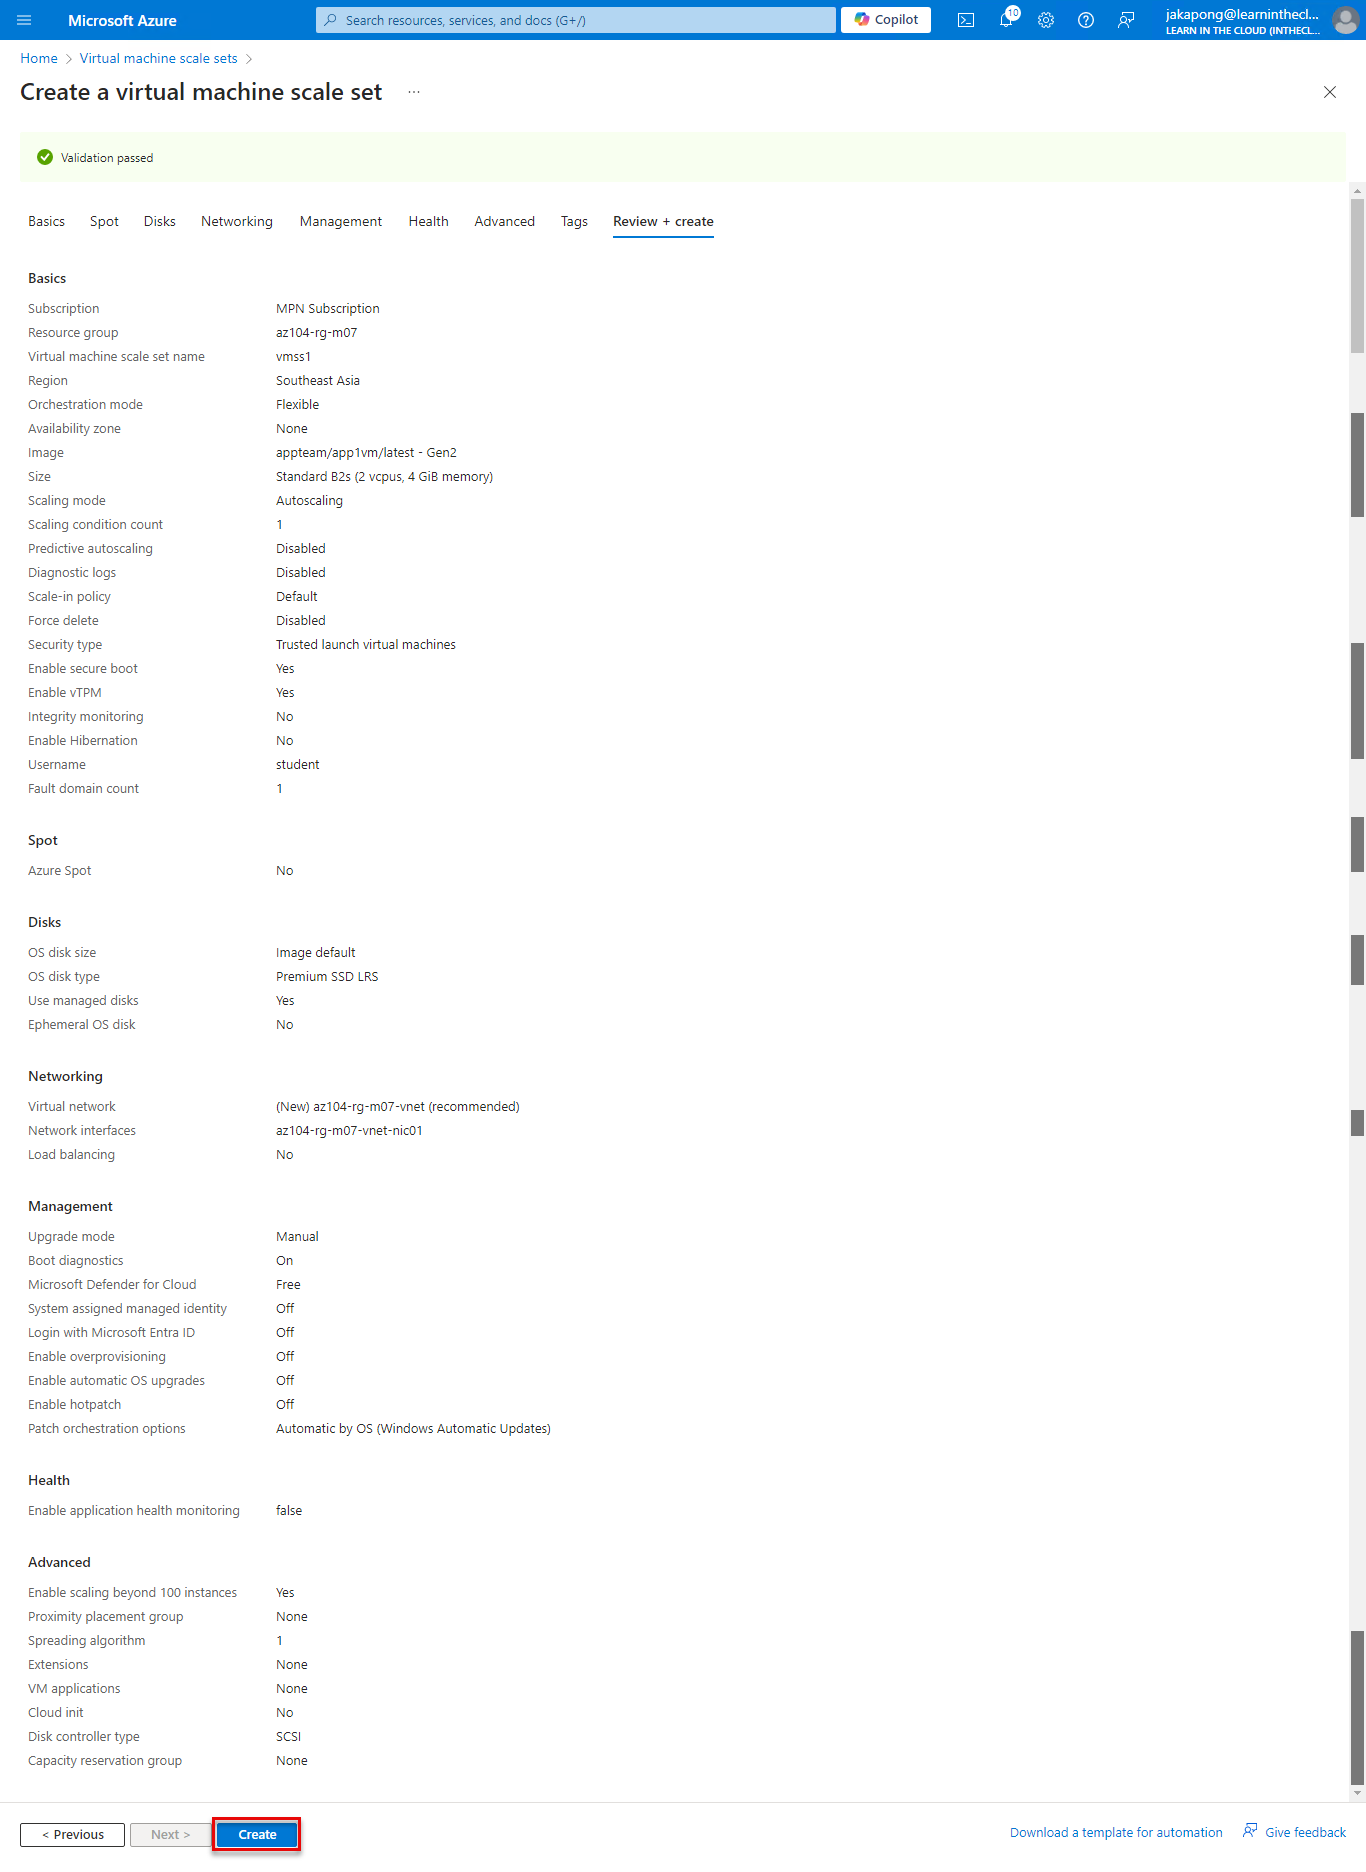 Microsoft Azure
Search resources, services, and docs (G+/)
Copilot
10
jakapong@learninthecl...
LEARN IN THE CLOUD (INTHECL...
Home > Virtual machine scale sets >
Create a virtual machine scale set ...
Validation passed
Basics Spot Disks Networking Management Health Advanced Tags Review + create
Basics
Subscription MPN Subscription
Resource group az104-rg-m07
Virtual machine scale set name vmss1
Region Southeast Asia
Orchestration mode Flexible
Availability zone None
Image appteam/app1vm/latest - Gen2
Size Standard B2s (2 vcpus, 4 GiB memory)
Scaling mode Autoscaling
Scaling condition count 1
Predictive autoscaling Disabled
Diagnostic logs Disabled
Scale-in policy Default
Force delete Disabled
Security type Trusted launch virtual machines
Enable secure boot Yes
Enable vTPM Yes
Integrity monitoring No
Enable Hibernation No
Username student
Fault domain count 1
Spot
Azure Spot No
Disks
OS disk size Image default
OS disk type Premium SSD LRS
Use managed disks Yes
Ephemeral OS disk No
Networking
Virtual network (New) az104-rg-m07-vnet (recommended)
Network interfaces az104-rg-m07-vnet-nic01
Load balancing No
Management
Upgrade mode Manual
Boot diagnostics On
Microsoft Defender for Cloud Free
System assigned managed identity Off
Login with Microsoft Entra ID Off
Enable overprovisioning Off
Enable automatic OS upgrades Off
Enable hotpatch Off
Patch orchestration options Automatic by OS (Windows Automatic Updates)
Health
Enable application health monitoring false
Advanced
Enable scaling beyond 100 instances Yes
Proximity placement group None
Spreading algorithm 1
Extensions None
VM applications None
Cloud init No
Disk controller type SCSI
Capacity reservation group None
< Previous Next > Create Download a template for automation Give feedback